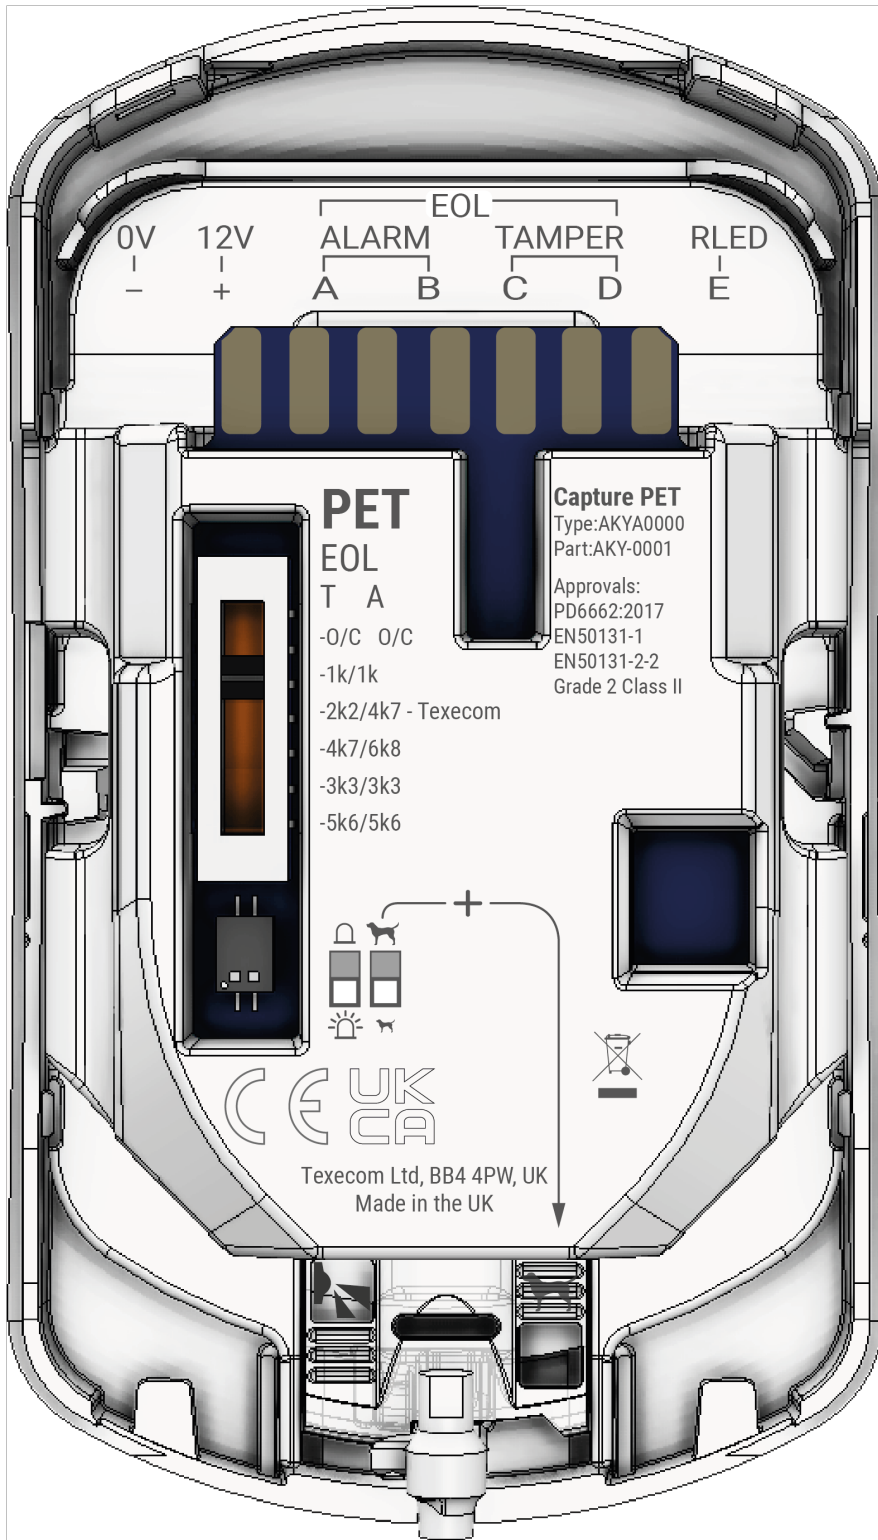 EOL
0V 12V ALARM TAMPER RLED
– + A B C D E
PET
EOL
T A
-O/C O/C
-1k/1k
-2k2/4k7 - Texecom
-4k7/6k8
-3k3/3k3
-5k6/5k6
Capture PET
Type:AKYA0000
Part:AKY-0001
Approvals:
PD6662:2017
EN50131-1
EN50131-2-2
Grade 2 Class II
+
CE UK
CA
Texecom Ltd, BB4 4PW, UK
Made in the UK